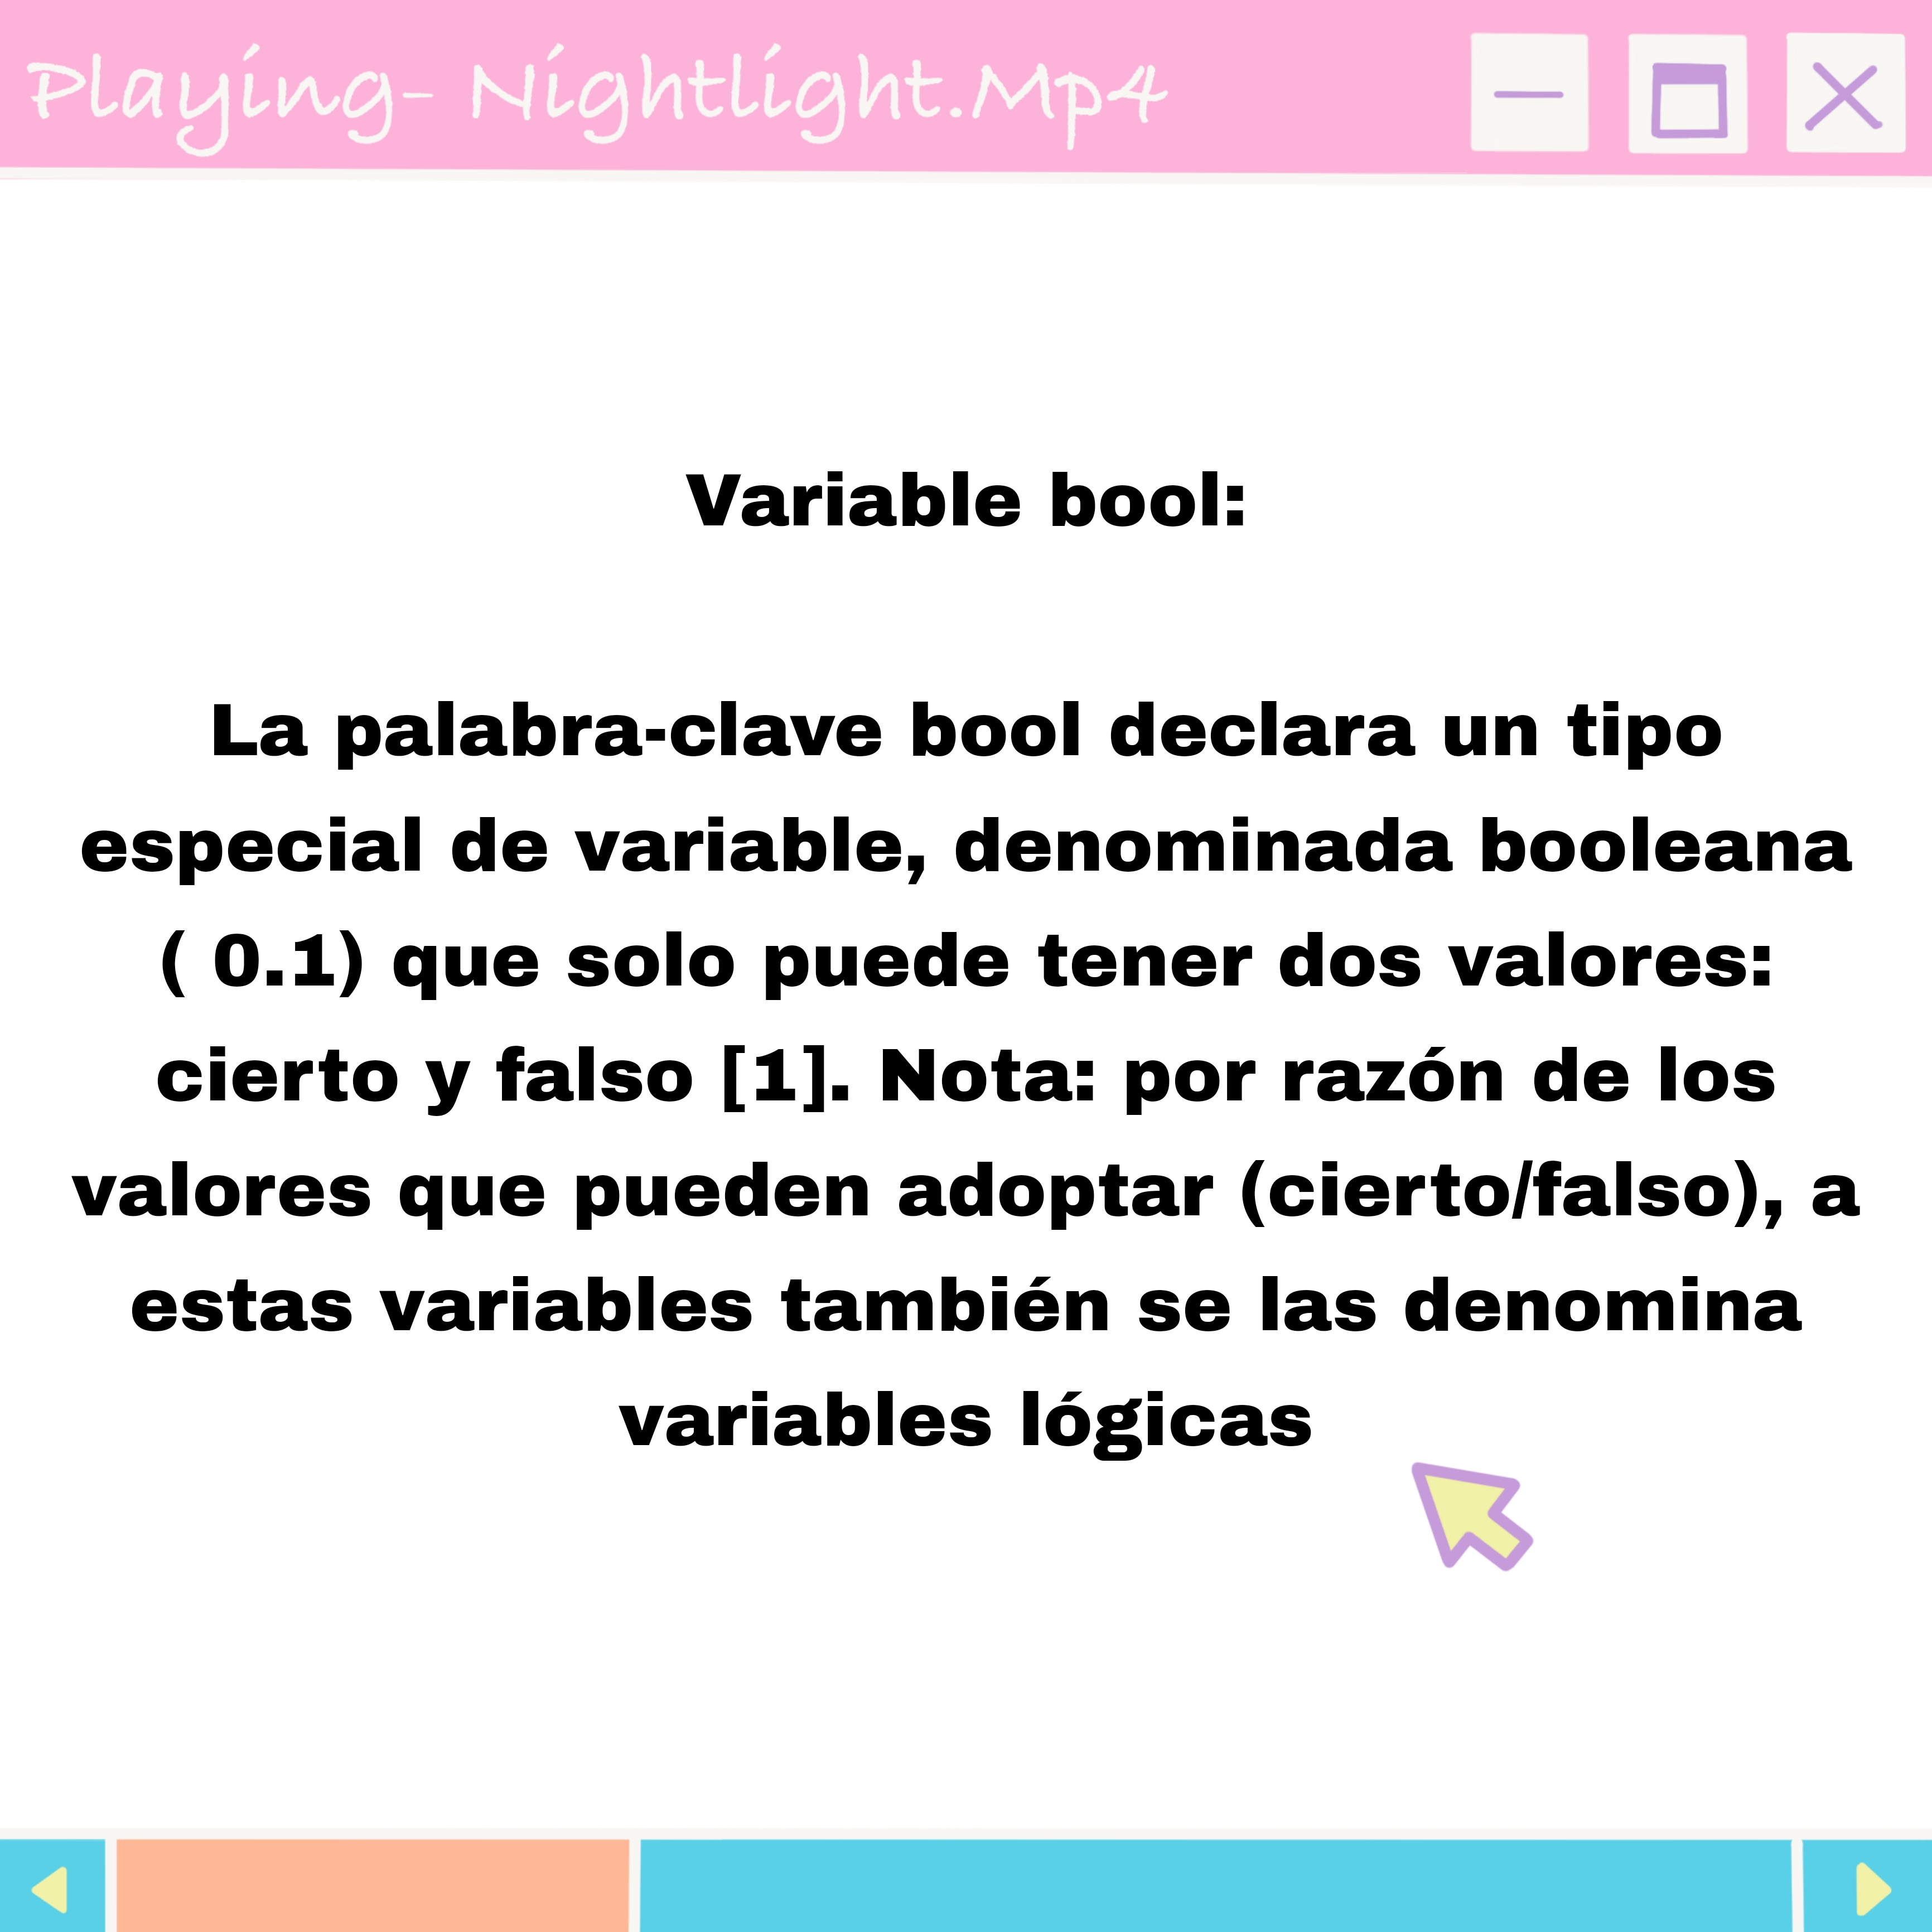 Playing- Nightlight.Mp4
Variable bool:
La palabra-clave bool declara un tipo
especial de variable, denominada booleana
( 0.1) que solo puede tener dos valores:
cierto y falso [1]. Nota: por razón de los
valores que pueden adoptar (cierto/falso), a
estas variables también se las denomina
variables lógicas